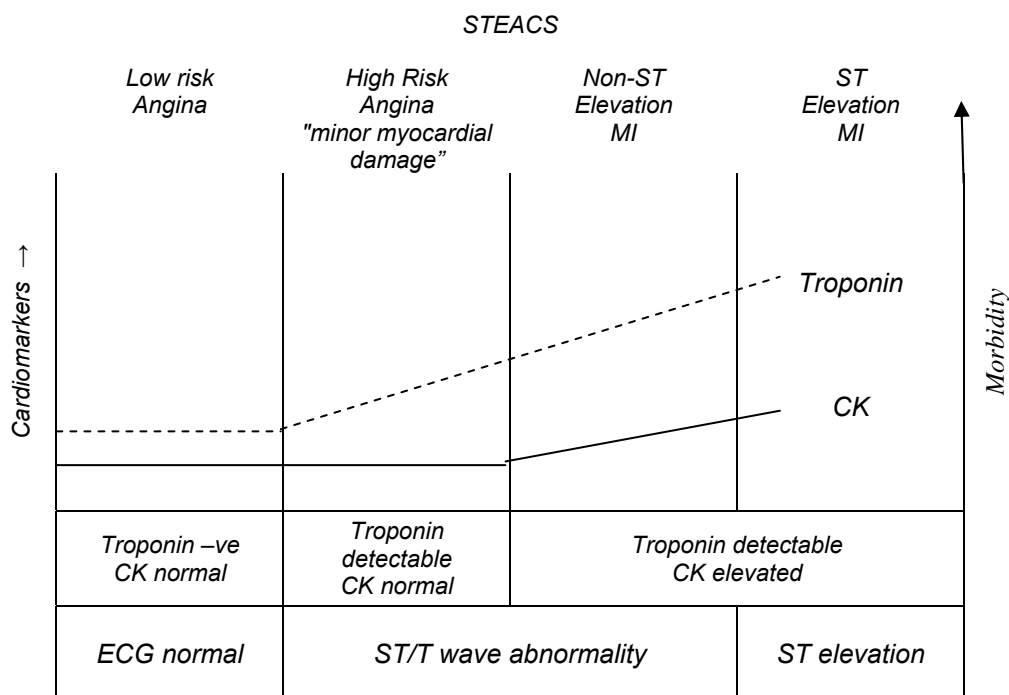 STEACS
Low risk
Angina
High Risk
Angina
"minor myocardial
damage”
Non-ST
Elevation
MI
ST
Elevation
MI
Cardiomarkers →
Troponin
CK
Morbidity
Troponin –ve
CK normal
Troponin
detectable
CK normal
Troponin detectable
CK elevated
ECG normal
ST/T wave abnormality
ST elevation